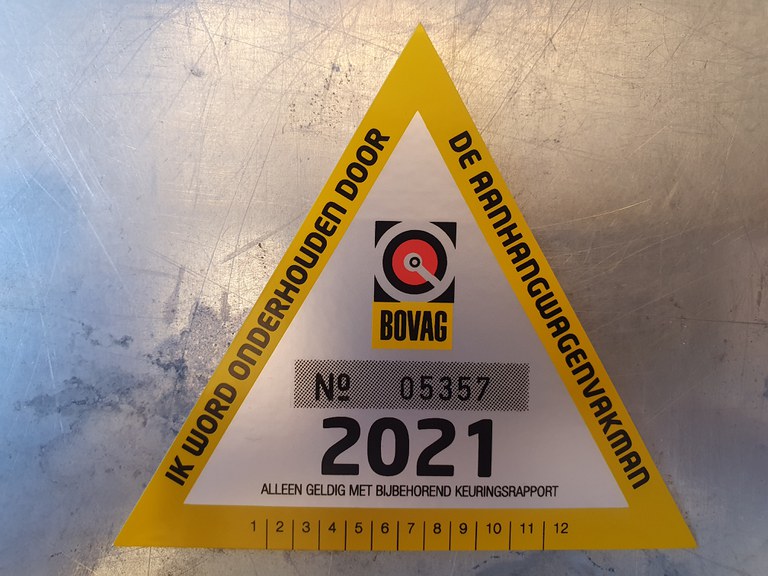 IK WORD ONDERHOUDEN DOOR
DE AANHANGWAGENVAKMAN
BOVAG
Nº 05357
2021
ALLEEN GELDIG MET BIJBEHOREND KEURINGSRAPPORT
1 2 3 4 5 6 7 8 9 10 11 12